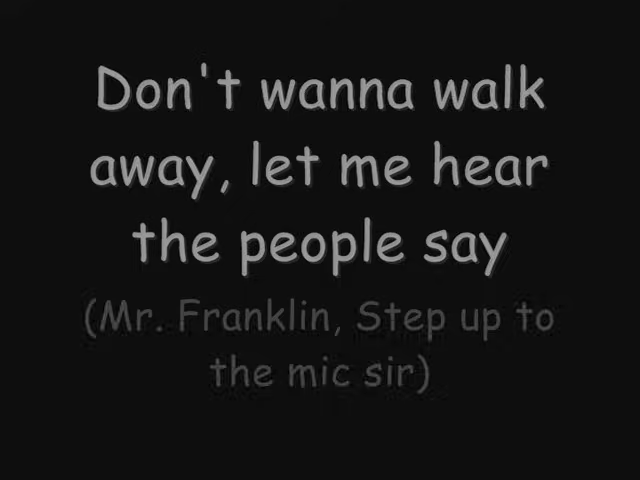 Don't wanna walk
away, let me hear
the people say
(Mr. Franklin, Step up to
the mic sir)